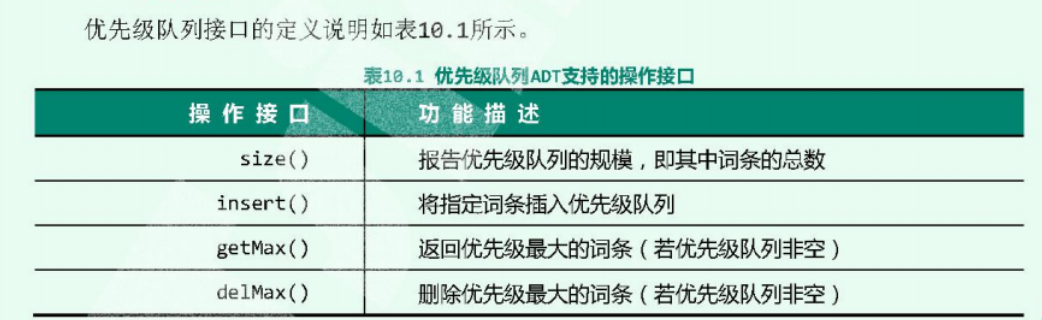 优先级队列接口的定义说明如表10.1所示。
表10.1 优先级队列ADT支持的操作接口
操 作 接 口 功 能 描 述
size() 报告优先级队列的规模，即其中词条的总数
insert() 将指定词条插入优先级队列
getMax() 返回优先级最大的词条（若优先级队列非空）
delMax() 删除优先级最大的词条（若优先级队列非空）